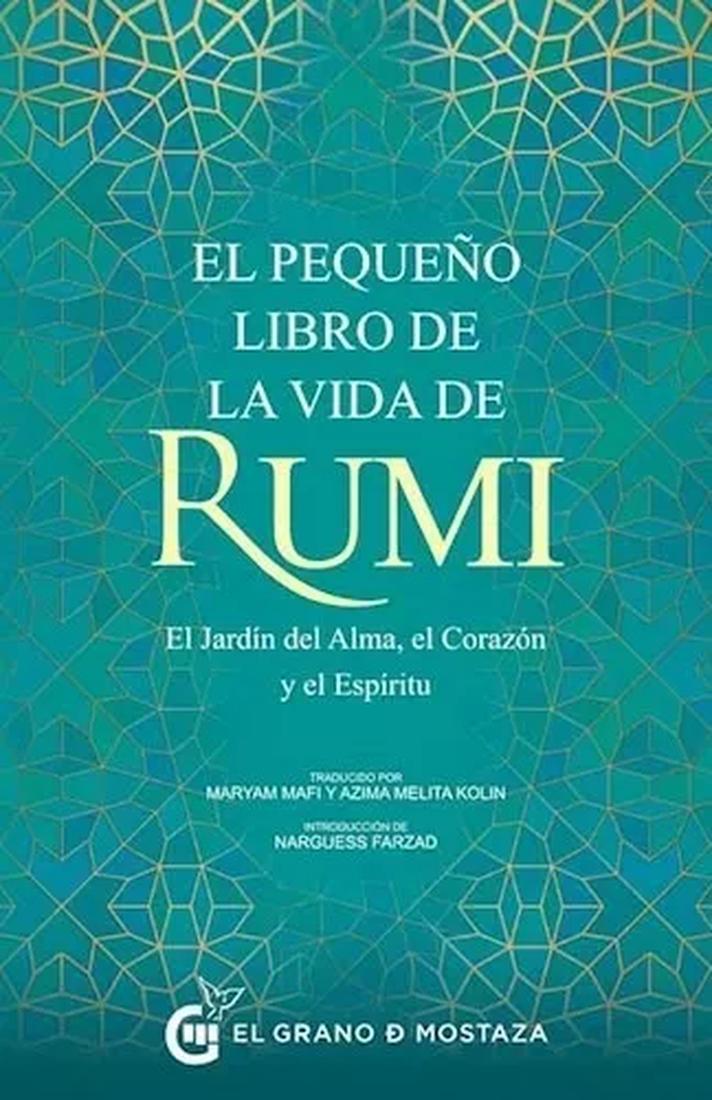 EL PEQUEÑO
LIBRO DE
LA VIDA DE
RUMI
El Jardín del Alma, el Corazón
y el Espíritu
TRADUCIDO POR
MARYAM MAFI Y AZIMA MELITA KOLIN
INTRODUCCIÓN DE
NARGUESS FARZAD
EL GRANO Đ MOSTAZA